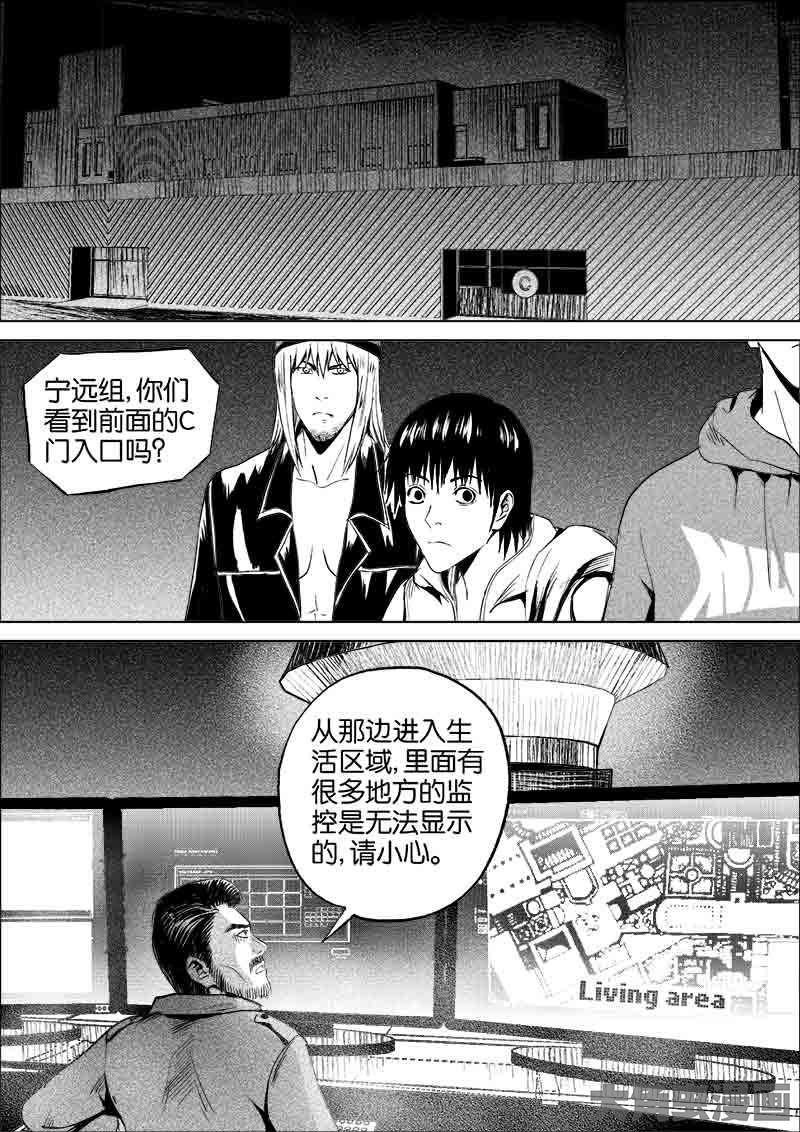 C
宁远组,你们
看到前面的C
门入口吗?
从那边进入生
活区域,里面有
很多地方的监
控是无法显示
的,请小心。
Living area